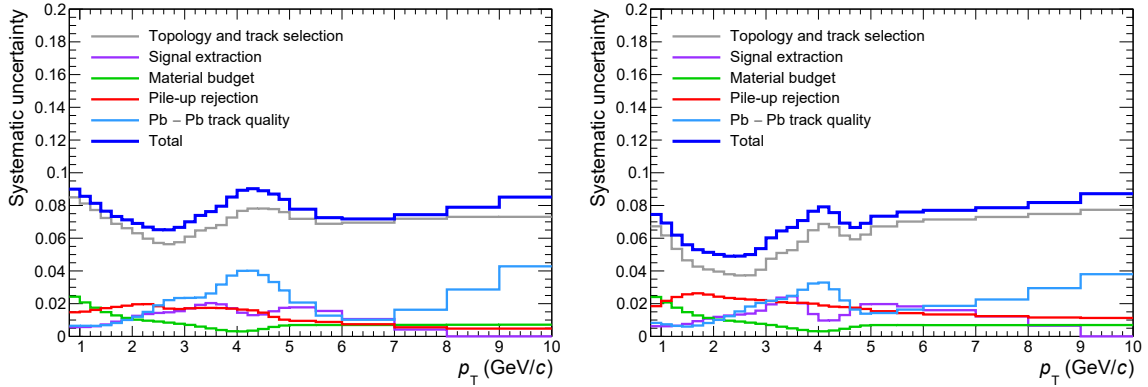 Systematic uncertainty
0.2
0.18
0.16
0.14
0.12
0.1
0.08
0.06
0.04
0.02
0
Topology and track selection
Signal extraction
Material budget
Pile-up rejection
Pb – Pb track quality
Total
1 2 3 4 5 6 7 8 9 10
pT (GeV/c)
Systematic uncertainty
0.2
0.18
0.16
0.14
0.12
0.1
0.08
0.06
0.04
0.02
0
Topology and track selection
Signal extraction
Material budget
Pile-up rejection
Pb – Pb track quality
Total
1 2 3 4 5 6 7 8 9 10
pT (GeV/c)